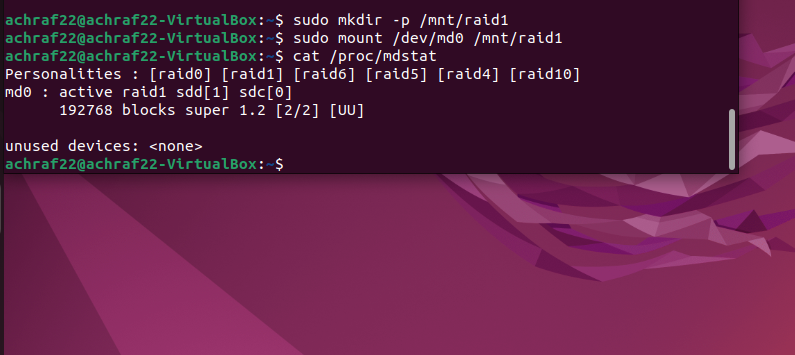 achraf22@achraf22-VirtualBox:~$ sudo mkdir -p /mnt/raid1
achraf22@achraf22-VirtualBox:~$ sudo mount /dev/md0 /mnt/raid1
achraf22@achraf22-VirtualBox:~$ cat /proc/mdstat
Personalities : [raid0] [raid1] [raid6] [raid5] [raid4] [raid10]
md0 : active raid1 sdd[1] sdc[0]
      192768 blocks super 1.2 [2/2] [UU]

unused devices: <none>
achraf22@achraf22-VirtualBox:~$